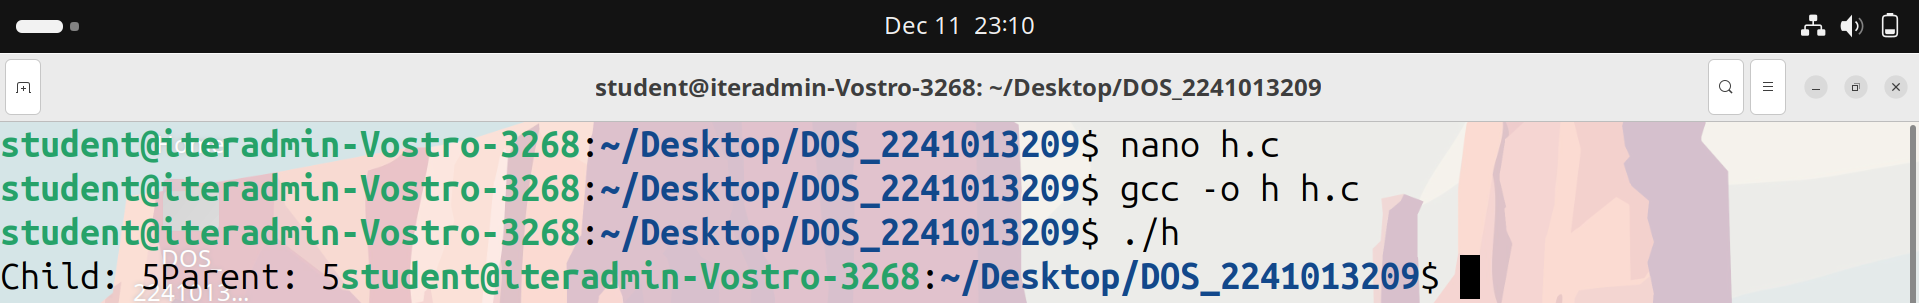 Dec 11 23:10
student@iteradmin-Vostro-3268: ~/Desktop/DOS_2241013209
student@iteradmin-Vostro-3268:~/Desktop/DOS_2241013209$ nano h.c
student@iteradmin-Vostro-3268:~/Desktop/DOS_2241013209$ gcc -o h h.c
student@iteradmin-Vostro-3268:~/Desktop/DOS_2241013209$ ./h
DOS
Child: 5Parent: 5student@iteradmin-Vostro-3268:~/Desktop/DOS_2241013209$
2241013...